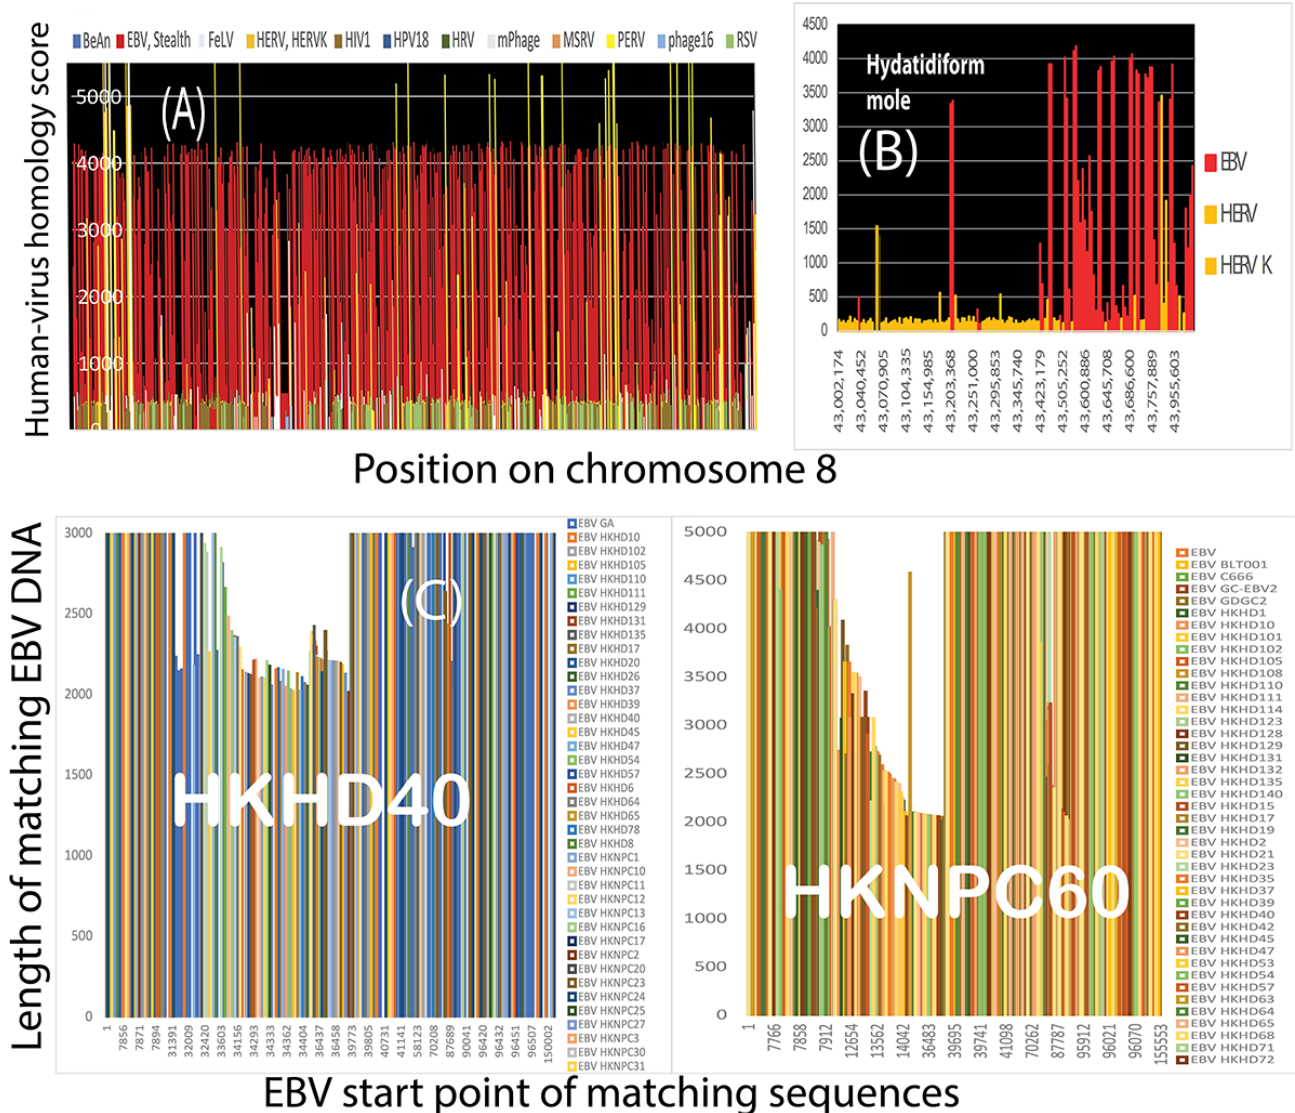 BeAn EBV, Stealth FeLV HERV, HERVK HIV1 HPV18 HRV mPhage MSRV PERV phage16 RSV
Human-virus homology score
5000
4000
3000
2000
1000
0
(A)
4500
4000
3500
3000
2500
2000
1500
1000
500
0
Hydatidiform
mole
(B)
EBV
HERV
HERV K
43,002,174
43,040,452
43,070,905
43,104,335
43,154,985
43,203,368
43,251,000
43,295,853
43,345,740
43,423,179
43,505,252
43,600,886
43,645,708
43,686,600
43,757,889
43,955,603
Position on chromosome 8
Length of matching EBV DNA
3000
2500
2000
1500
1000
500
0
(C)
HKHD40
1
7856
7871
7894
31391
32009
32420
33603
34156
34293
34333
34362
34404
36437
36458
39773
39805
40731
41141
58123
70208
87689
90041
96420
96432
96451
96507
150002
EBV GA
EBV HKHD10
EBV HKHD102
EBV HKHD105
EBV HKHD110
EBV HKHD111
EBV HKHD129
EBV HKHD131
EBV HKHD135
EBV HKHD17
EBV HKHD20
EBV HKHD26
EBV HKHD37
EBV HKHD39
EBV HKHD40
EBV HKHD45
EBV HKHD47
EBV HKHD54
EBV HKHD57
EBV HKHD6
EBV HKHD64
EBV HKHD65
EBV HKHD78
EBV HKHD8
EBV HKNPC1
EBV HKNPC10
EBV HKNPC11
EBV HKNPC12
EBV HKNPC13
EBV HKNPC16
EBV HKNPC17
EBV HKNPC2
EBV HKNPC20
EBV HKNPC23
EBV HKNPC24
EBV HKNPC25
EBV HKNPC27
EBV HKNPC3
EBV HKNPC30
EBV HKNPC31
5000
4500
4000
3500
3000
2500
2000
1500
1000
500
0
HKNPC60
1
7766
7858
7912
12654
13562
14042
36483
39695
39741
41098
70262
87787
95912
96021
96070
155553
EBV
EBV BLT001
EBV C666
EBV GC-EBV2
EBV GDGC2
EBV HKHD1
EBV HKHD10
EBV HKHD101
EBV HKHD102
EBV HKHD105
EBV HKHD108
EBV HKHD110
EBV HKHD111
EBV HKHD114
EBV HKHD123
EBV HKHD128
EBV HKHD129
EBV HKHD131
EBV HKHD132
EBV HKHD135
EBV HKHD140
EBV HKHD15
EBV HKHD17
EBV HKHD19
EBV HKHD2
EBV HKHD21
EBV HKHD23
EBV HKHD35
EBV HKHD37
EBV HKHD39
EBV HKHD40
EBV HKHD42
EBV HKHD45
EBV HKHD47
EBV HKHD53
EBV HKHD54
EBV HKHD57
EBV HKHD63
EBV HKHD64
EBV HKHD65
EBV HKHD68
EBV HKHD71
EBV HKHD72
EBV start point of matching sequences